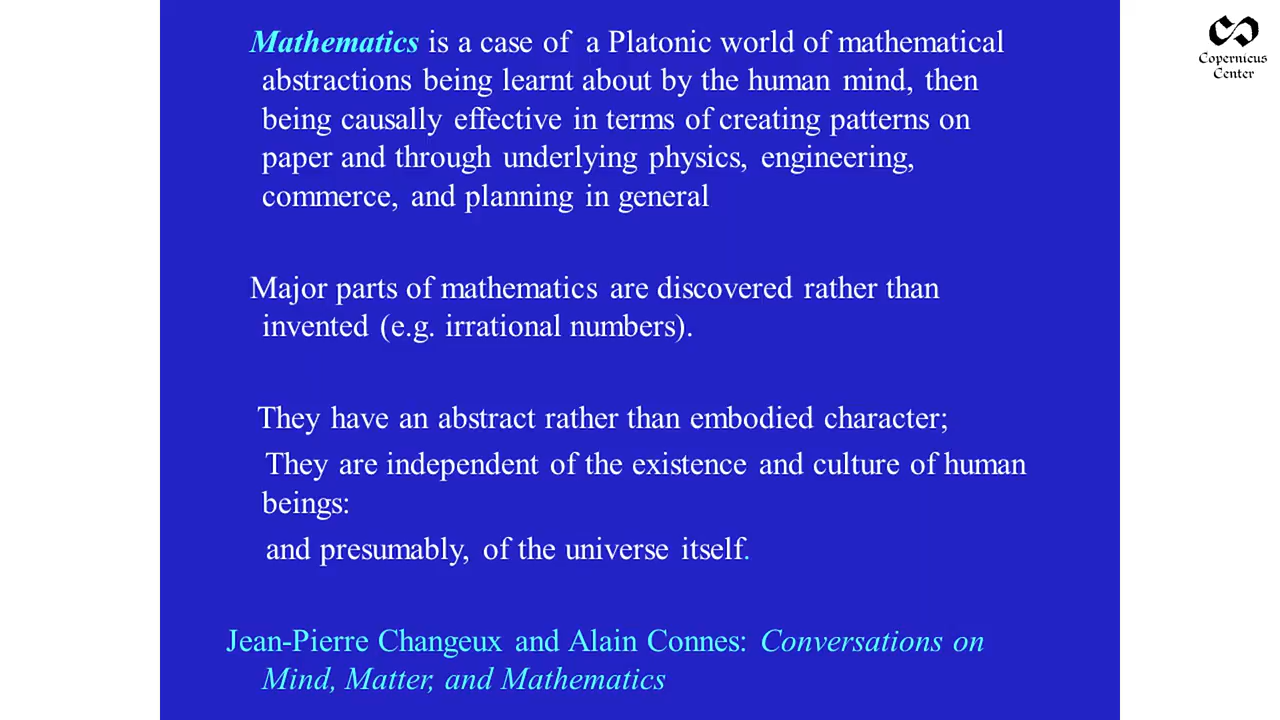 Mathematics is a case of a Platonic world of mathematical
abstractions being learnt about by the human mind, then
being causally effective in terms of creating patterns on
paper and through underlying physics, engineering,
commerce, and planning in general
Major parts of mathematics are discovered rather than
invented (e.g. irrational numbers).
They have an abstract rather than embodied character;
They are independent of the existence and culture of human
beings:
and presumably, of the universe itself.
Jean-Pierre Changeux and Alain Connes: Conversations on
Mind, Matter, and Mathematics
Copernicus
Center